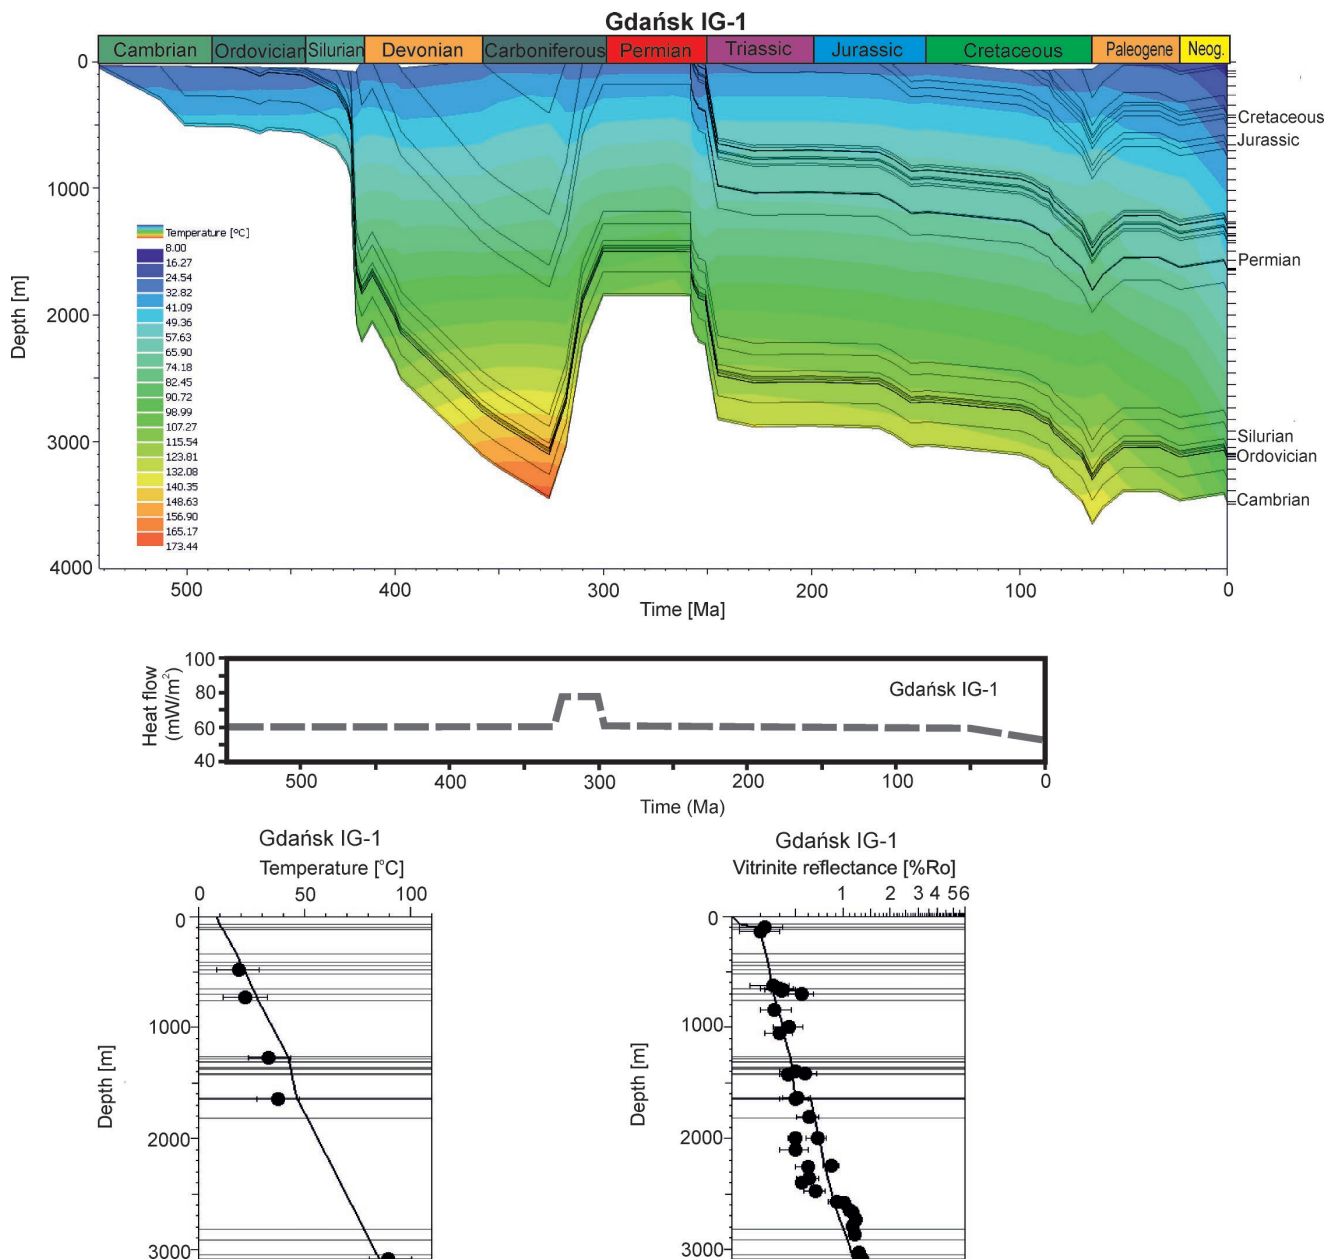 Gdańsk IG-1
Cambrian Ordovician Silurian Devonian Carboniferous Permian Triassic Jurassic Cretaceous Paleogene Neog.
0
1000
2000
3000
4000
Depth [m]
Temperature [ºC]
8.00
16.27
24.54
32.82
41.09
49.36
57.63
65.90
74.18
82.45
90.72
98.99
107.27
115.54
123.81
132.08
140.35
148.63
156.90
165.17
173.44
Cretaceous
Jurassic
Permian
Silurian
Ordovician
Cambrian
500 400 300 200 100 0
Time [Ma]
Heat flow
(mW/m²)
100
80
60
40
Gdańsk IG-1
500 400 300 200 100 0
Time (Ma)
Gdańsk IG-1
Temperature [°C]
0 50 100
0
1000
2000
3000
Depth [m]
Gdańsk IG-1
Vitrinite reflectance [%Ro]
1 2 3 4 5 6
0
1000
2000
3000
Depth [m]